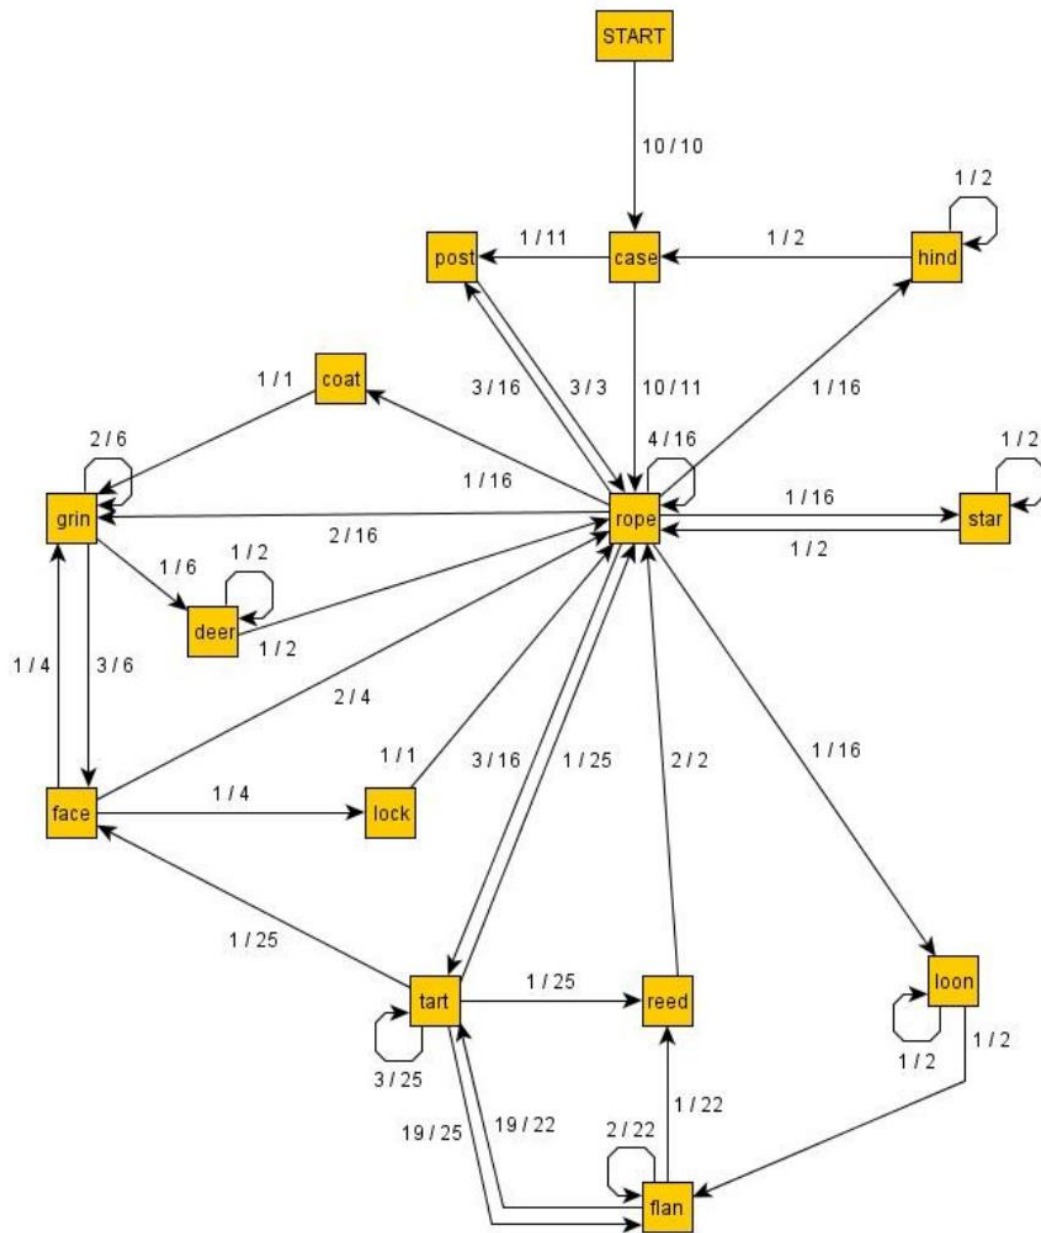 START
10 / 10
1 / 2
post
1 / 11
case
1 / 2
hind
coat
1 / 1
3 / 16
3 / 3
10 / 11
1 / 16
2 / 6
4 / 16
1 / 2
1 / 16
grin
rope
1 / 16
star
2 / 16
1 / 2
1 / 6
1 / 2
deer
1 / 2
1 / 4
3 / 6
2 / 4
1 / 1
3 / 16
1 / 25
2 / 2
1 / 16
face
1 / 4
lock
1 / 25
tart
1 / 25
reed
loon
1 / 2
1 / 2
3 / 25
19 / 25
19 / 22
2 / 22
1 / 22
flan